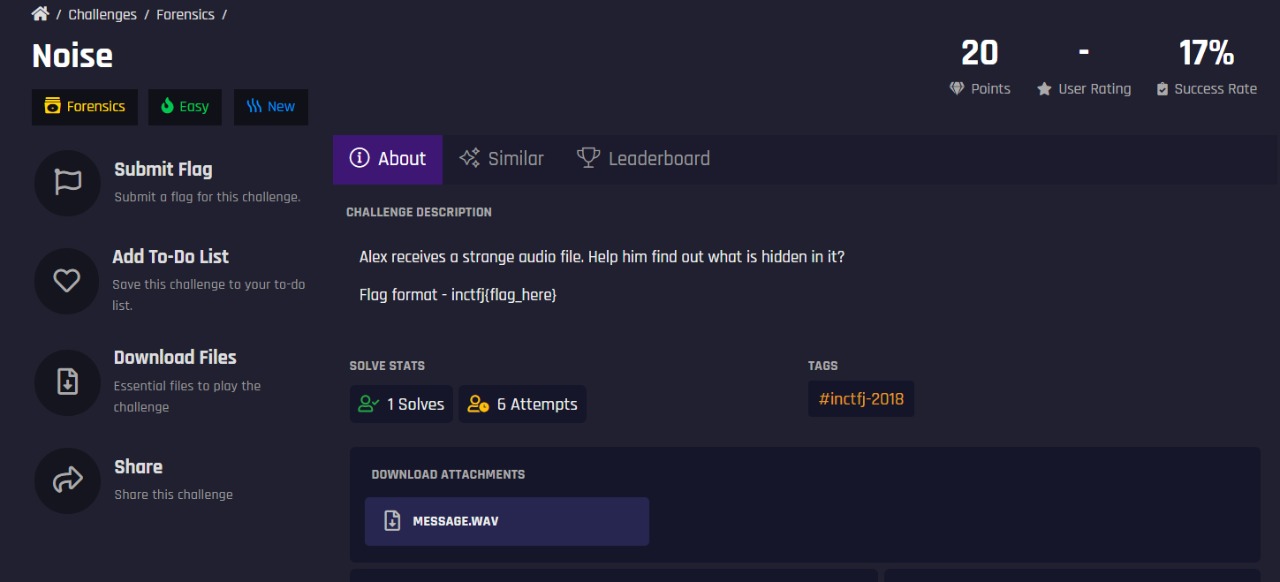 / Challenges / Forensics /
Noise
20
-
17%
Points
User Rating
Success Rate
Forensics
Easy
New
Submit Flag
Submit a flag for this challenge.
Add To-Do List
Save this challenge to your to-do
list.
Download Files
Essential files to play the
challenge
Share
Share this challenge
About
Similar
Leaderboard
CHALLENGE DESCRIPTION
Alex receives a strange audio file. Help him find out what is hidden in it?
Flag format - inctfj{flag_here}
SOLVE STATS
1 Solves
6 Attempts
TAGS
#inctfj-2018
DOWNLOAD ATTACHMENTS
MESSAGE.WAV